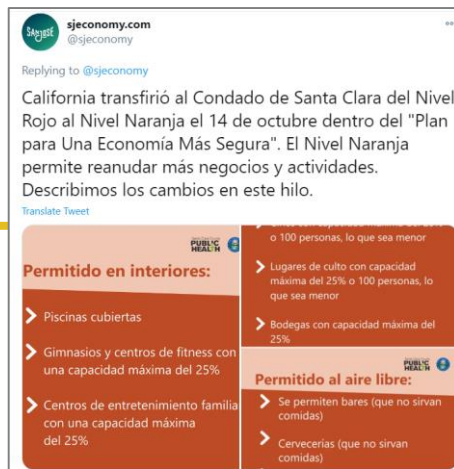 SAN JOSE
sjeconomy.com
@sjeconomy
Replying to @sjeconomy
California transfirió al Condado de Santa Clara del Nivel
Rojo al Nivel Naranja el 14 de octubre dentro del "Plan
para Una Economía Más Segura". El Nivel Naranja
permite reanudar más negocios y actividades.
Describimos los cambios en este hilo.
Translate Tweet
PUBLIC
HEALTH
Permitido en interiores:
Piscinas cubiertas
Gimnasios y centros de fitness con
una capacidad máxima del 25%
Centros de entretenimiento familia
con una capacidad máxima
del 25%
o 100 personas, lo que sea menor
Lugares de culto con capacidad
máxima del 25% o 100 personas, lo
que sea menor
Bodegas con capacidad máxima del
25%
PUBLIC
HEALTH
Permitido al aire libre:
Se permiten bares (que no sirvan
comidas)
Cervecerías (que no sirvan
comidas)